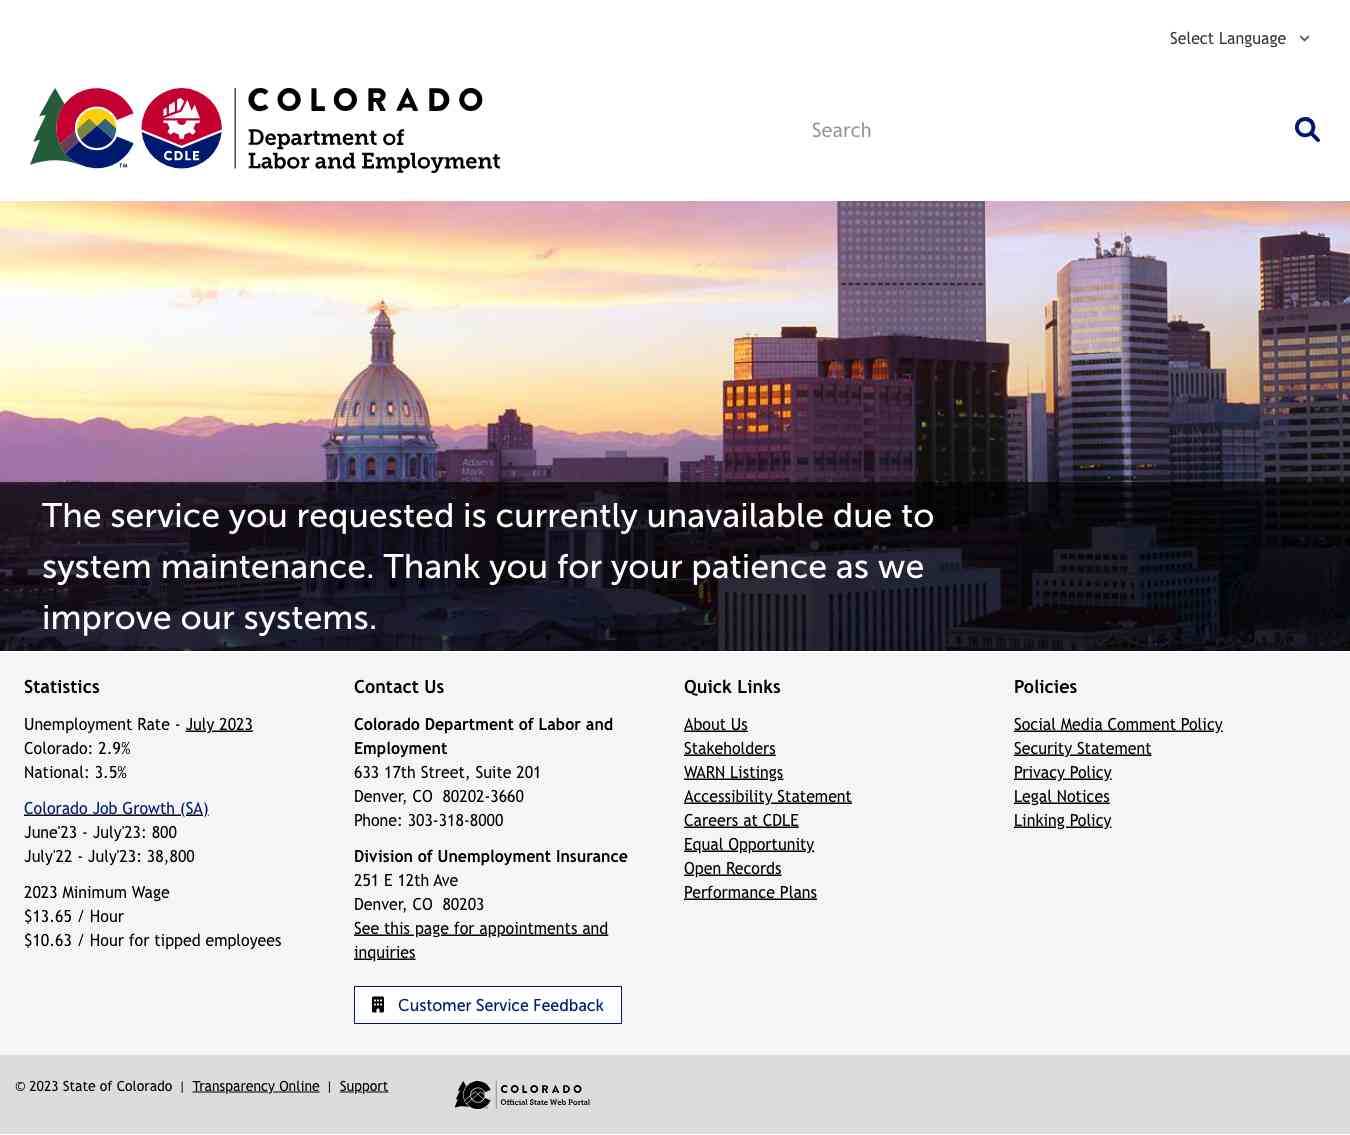 Select Language
CDLE
TM
COLORADO
Department of
Labor and Employment
Search
Adam's
Mark
The service you requested is currently unavailable due to
system maintenance. Thank you for your patience as we
improve our systems.
Statistics
Unemployment Rate - July 2023
Colorado: 2.9%
National: 3.5%
Colorado Job Growth (SA)
June'23 - July'23: 800
July'22 - July'23: 38,800
2023 Minimum Wage
$13.65 / Hour
$10.63 / Hour for tipped employees
Contact Us
Colorado Department of Labor and
Employment
633 17th Street, Suite 201
Denver, CO  80202-3660
Phone: 303-318-8000
Division of Unemployment Insurance
251 E 12th Ave
Denver, CO  80203
See this page for appointments and
inquiries
Customer Service Feedback
Quick Links
About Us
Stakeholders
WARN Listings
Accessibility Statement
Careers at CDLE
Equal Opportunity
Open Records
Performance Plans
Policies
Social Media Comment Policy
Security Statement
Privacy Policy
Legal Notices
Linking Policy
© 2023 State of Colorado | Transparency Online | Support
COLORADO
Official State Web Portal